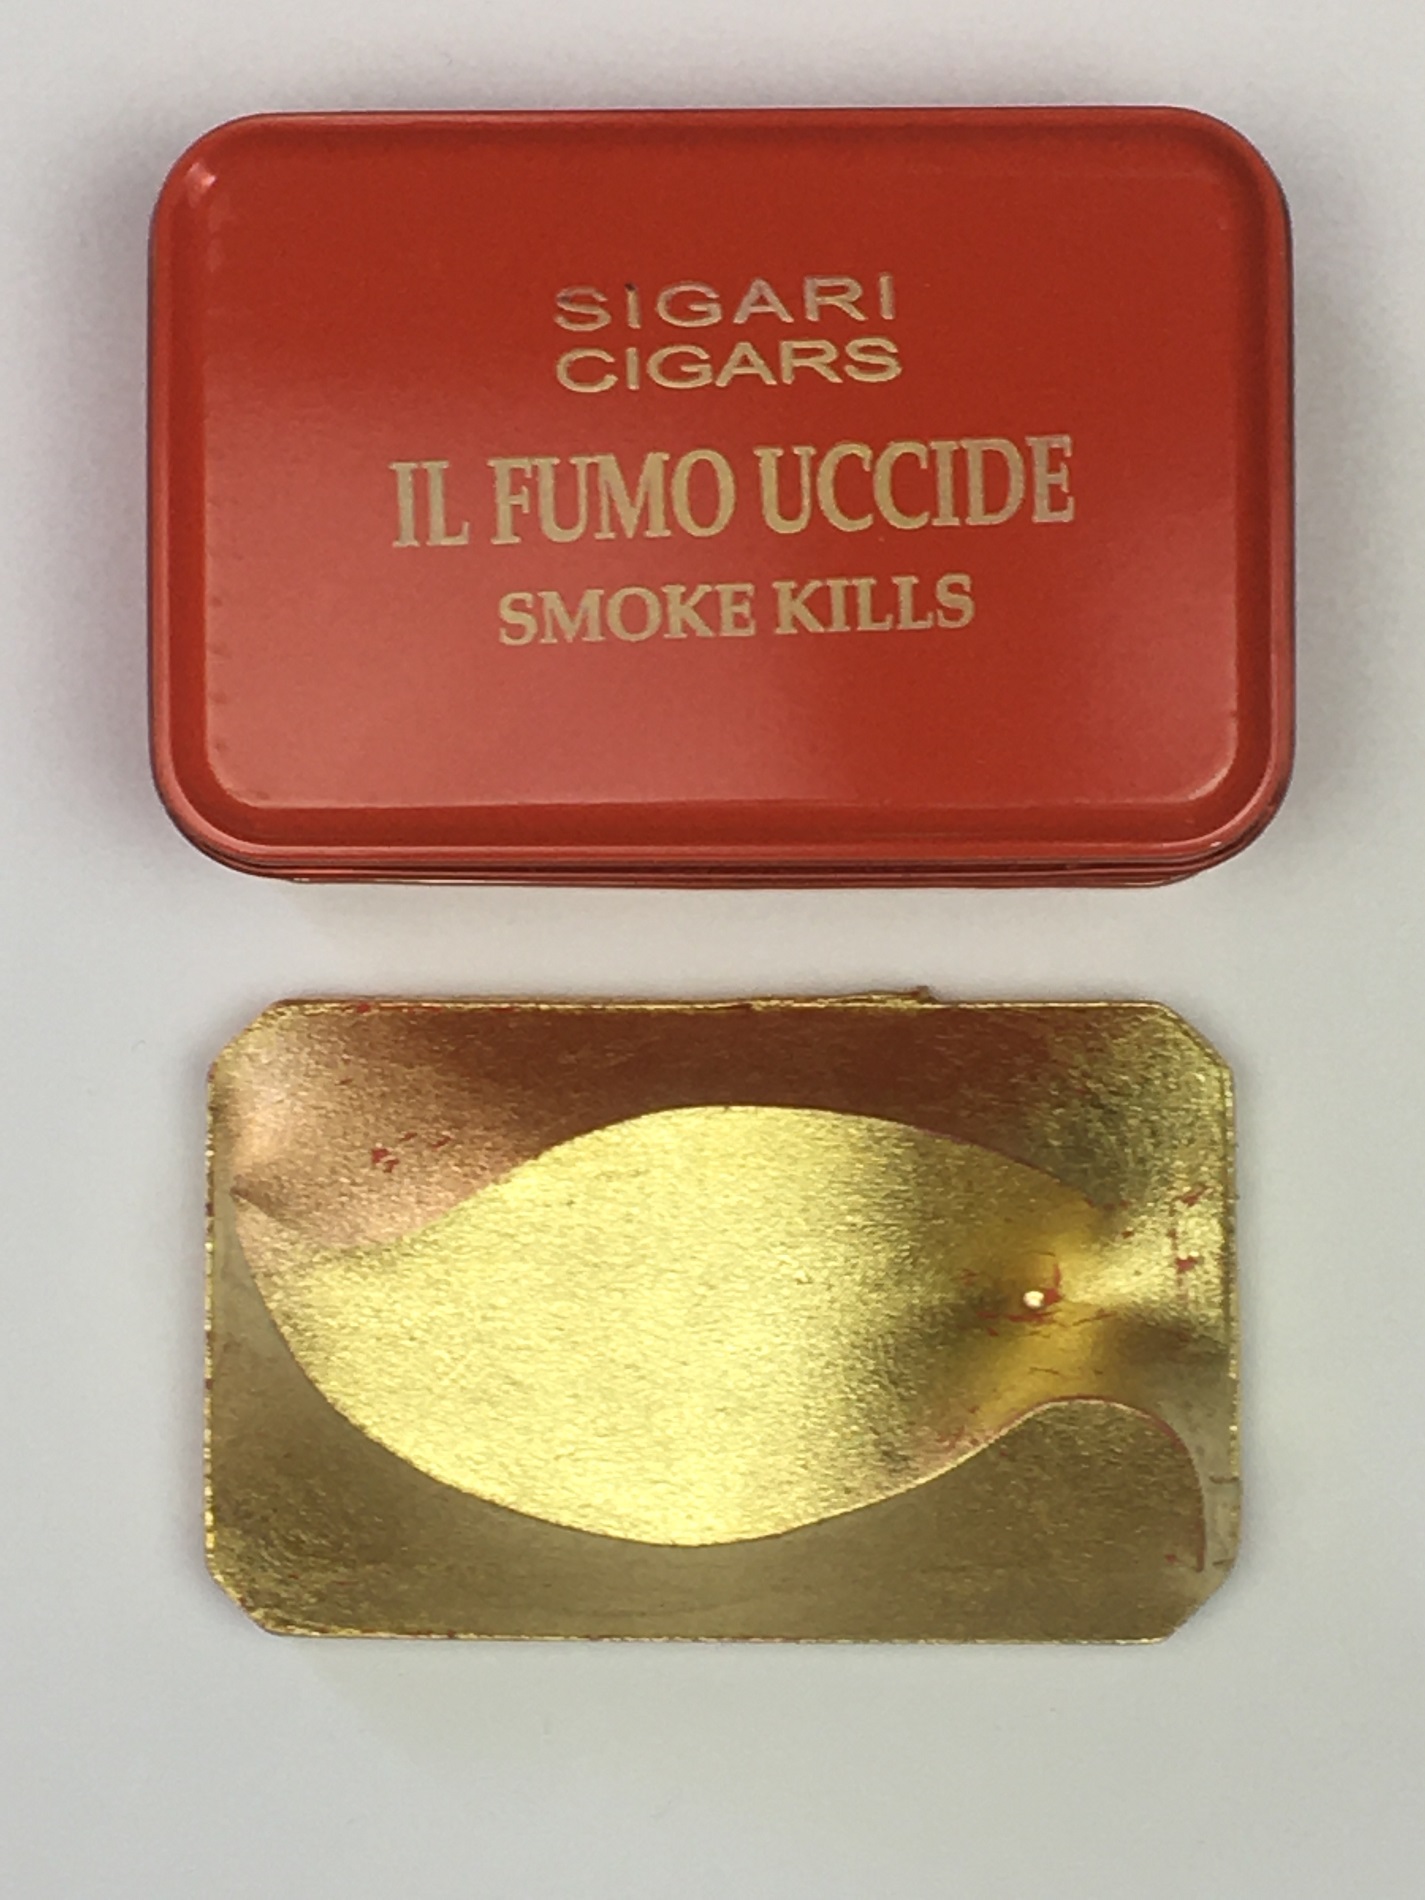 SIGARI
CIGARS
IL FUMO UCCIDE
SMOKE KILLS